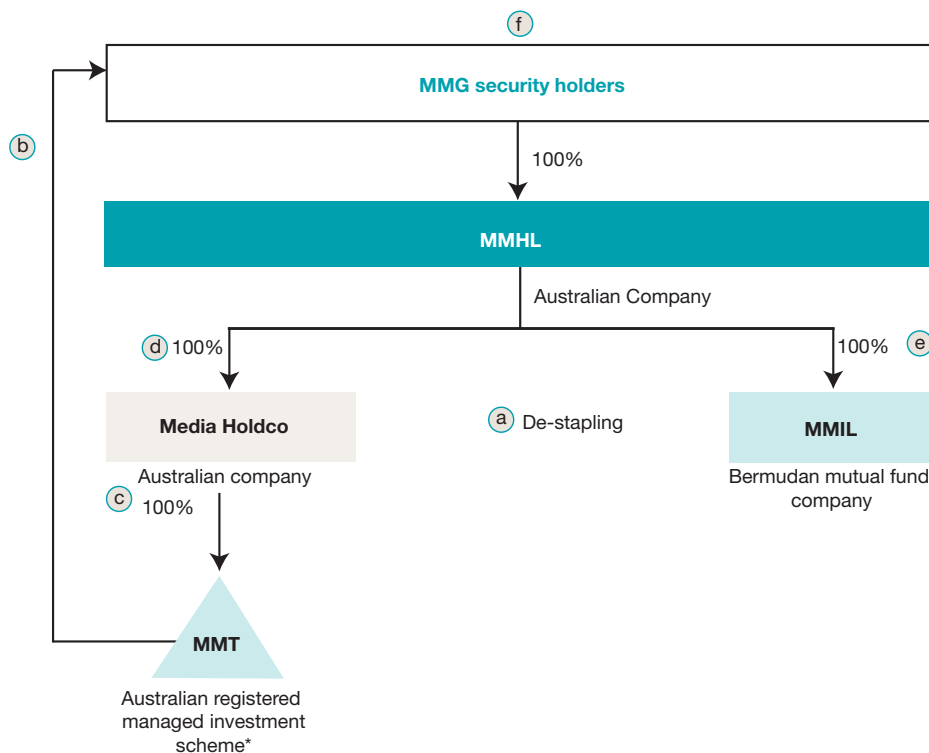 f
MMG security holders
b
100%
MMHL
Australian Company
d 100%
100% e
Media Holdco
a De-stapling
MMIL
Australian company
Bermudan mutual fund
company
c 100%
MMT
Australian registered
managed investment
scheme*